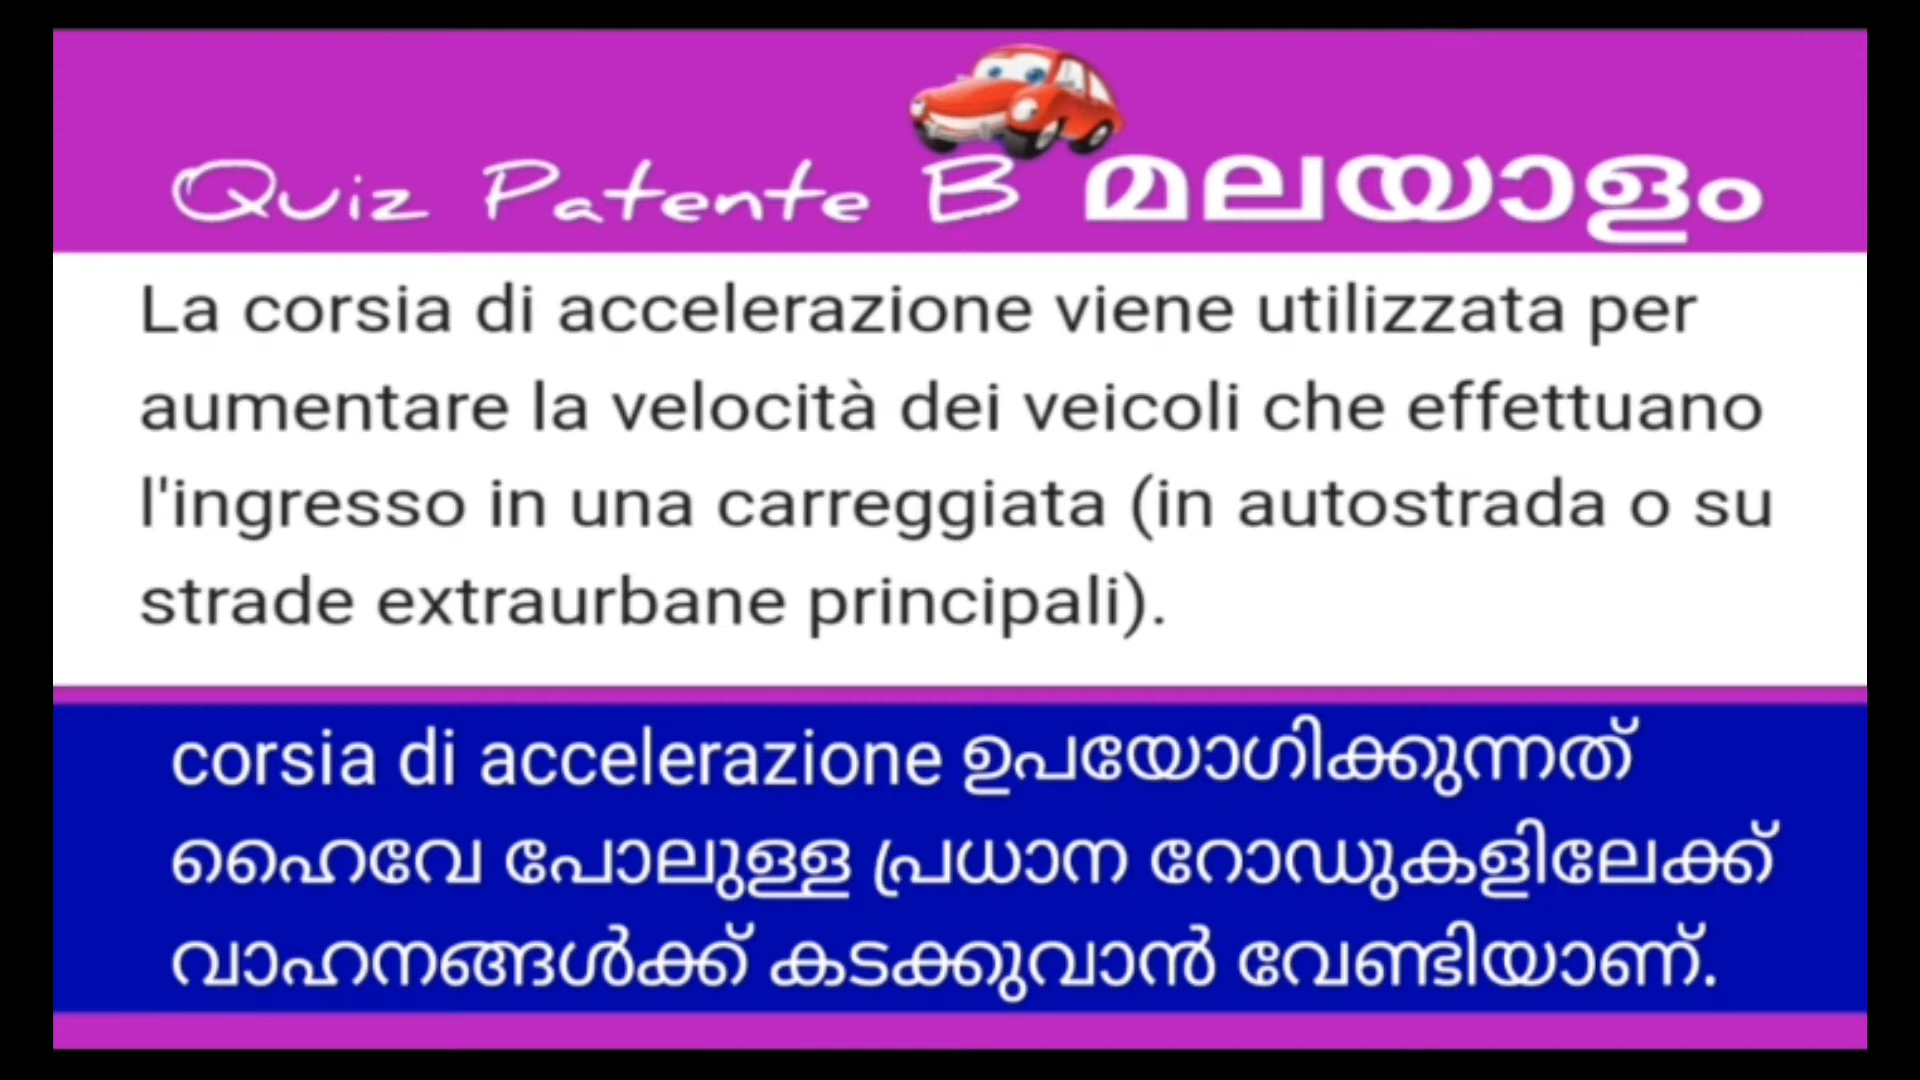 Quiz Patente B മലയാളം
La corsia di accelerazione viene utilizzata per
aumentare la velocità dei veicoli che effettuano
l'ingresso in una carreggiata (in autostrada o su
strade extraurbane principali).
corsia di accelerazione ഉപയോഗിക്കുന്നത്
ഹൈവേ പോലുള്ള പ്രധാന റോഡുകളിലേക്ക്
വാഹനങ്ങൾക്ക് കടക്കുവാൻ വേണ്ടിയാണ്.